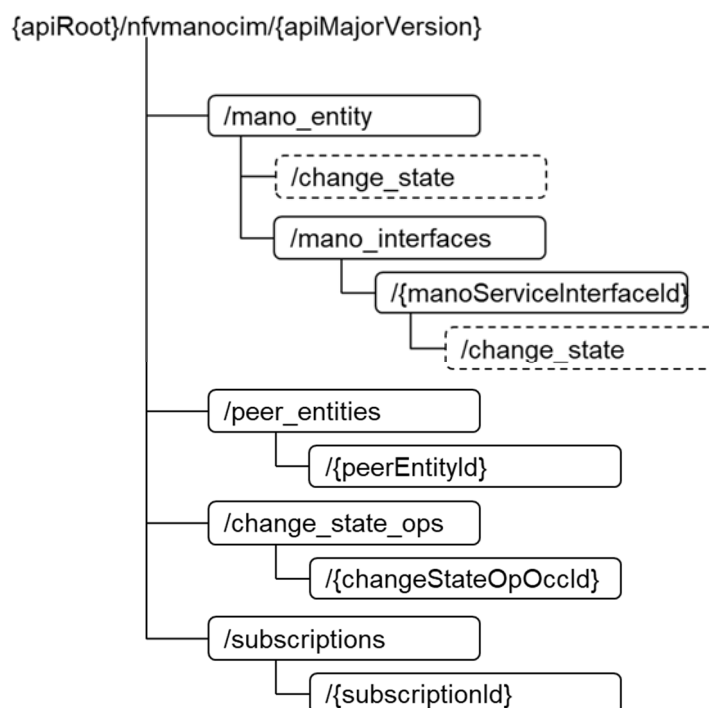 {apiRoot}/nfvmanocim/{apiMajorVersion}
/mano_entity
/change_state
/mano_interfaces
/{manoServiceInterfaceId}
/change_state
/peer_entities
/{peerEntityId}
/change_state_ops
/{changeStateOpOccId}
/subscriptions
/{subscriptionId}